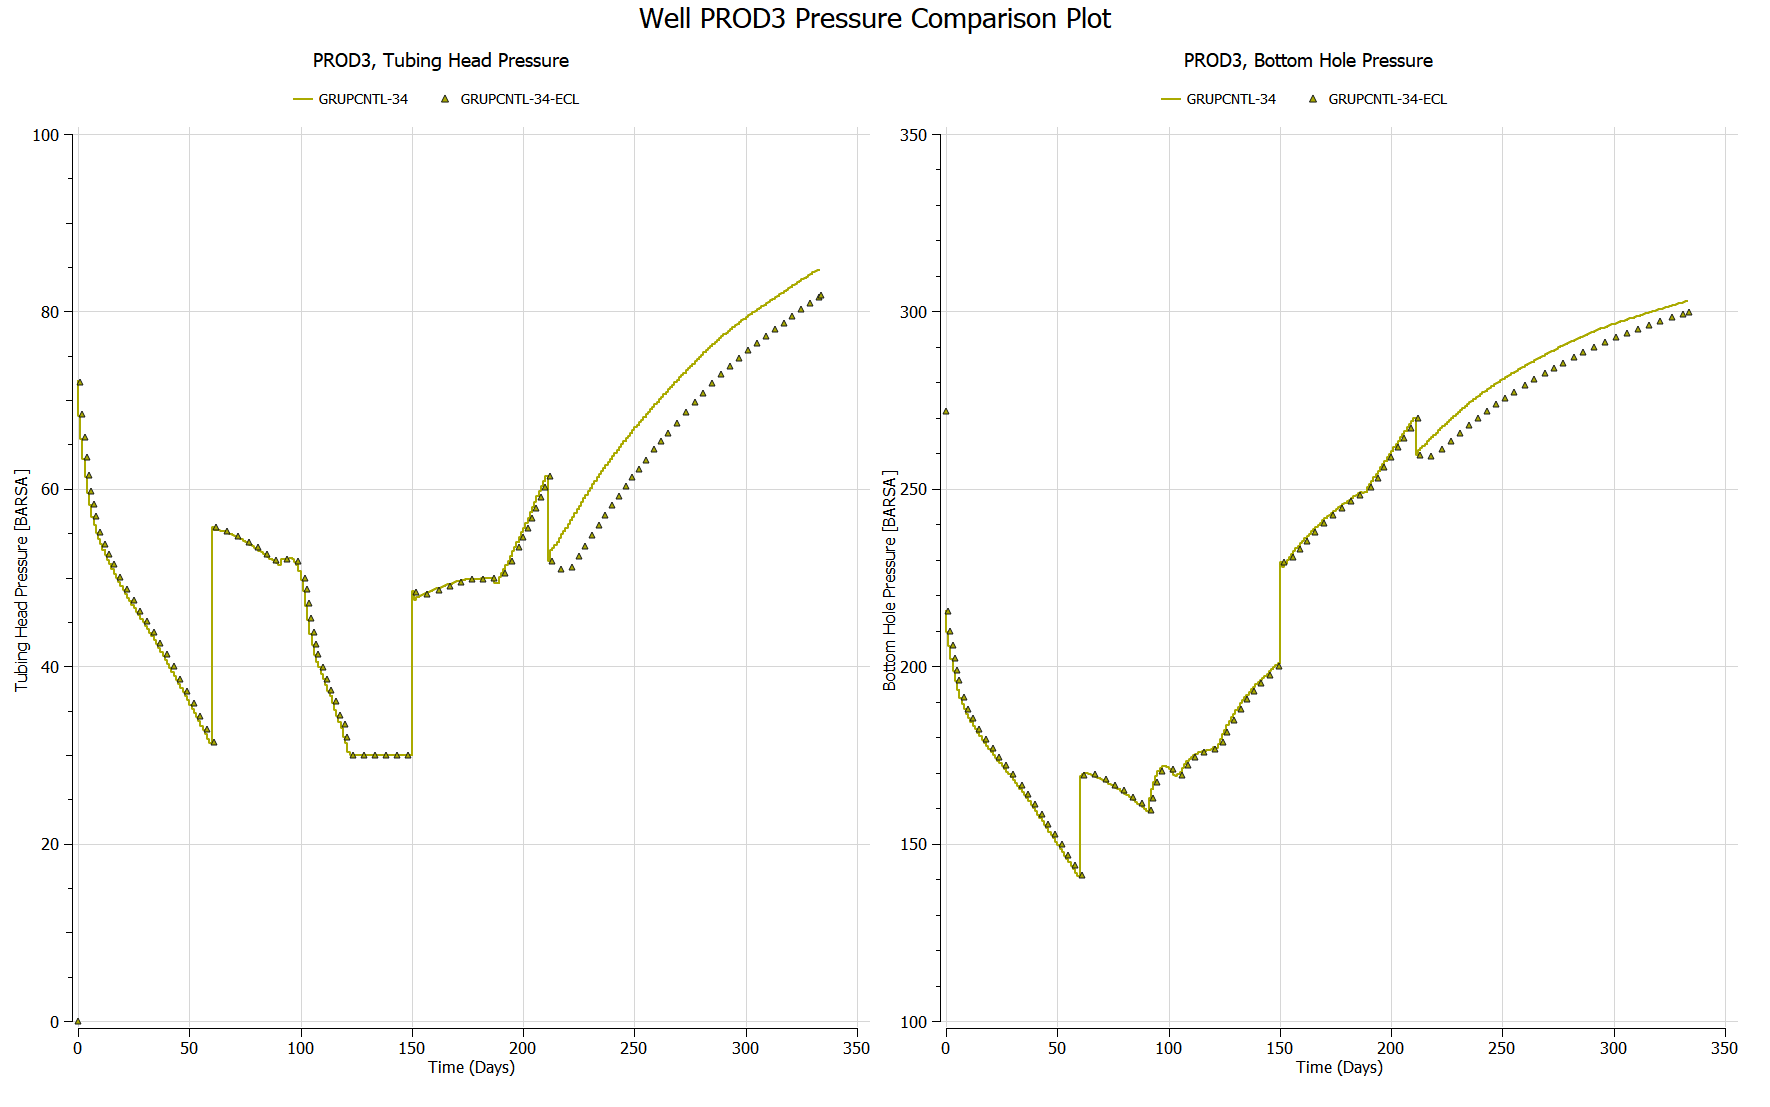 Well PROD3 Pressure Comparison Plot
PROD3, Tubing Head Pressure
GRUPCNTL-34 GRUPCNTL-34-ECL
Tubing Head Pressure [BARSA]
100
80
60
40
20
0
0 50 100 150 200 250 300 350
Time (Days)
PROD3, Bottom Hole Pressure
GRUPCNTL-34 GRUPCNTL-34-ECL
Bottom Hole Pressure [BARSA]
350
300
250
200
150
100
0 50 100 150 200 250 300 350
Time (Days)